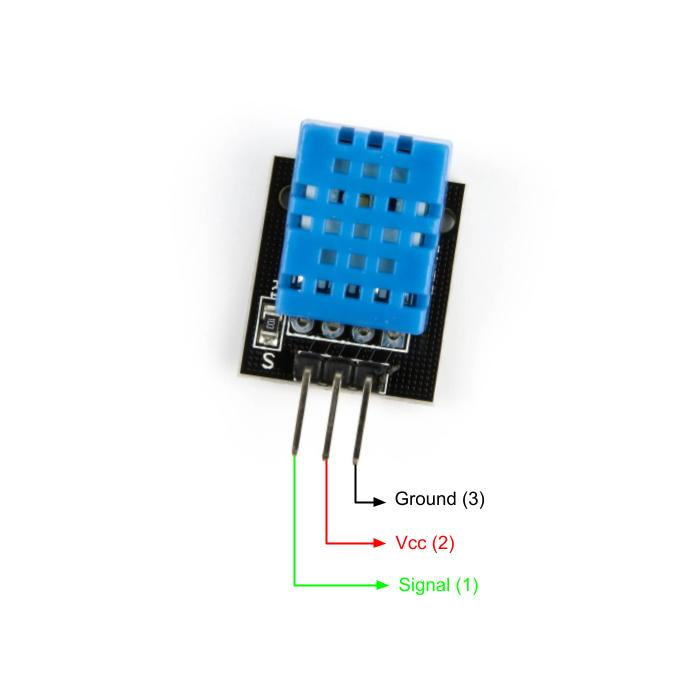 S
Ground (3)
Vcc (2)
Signal (1)